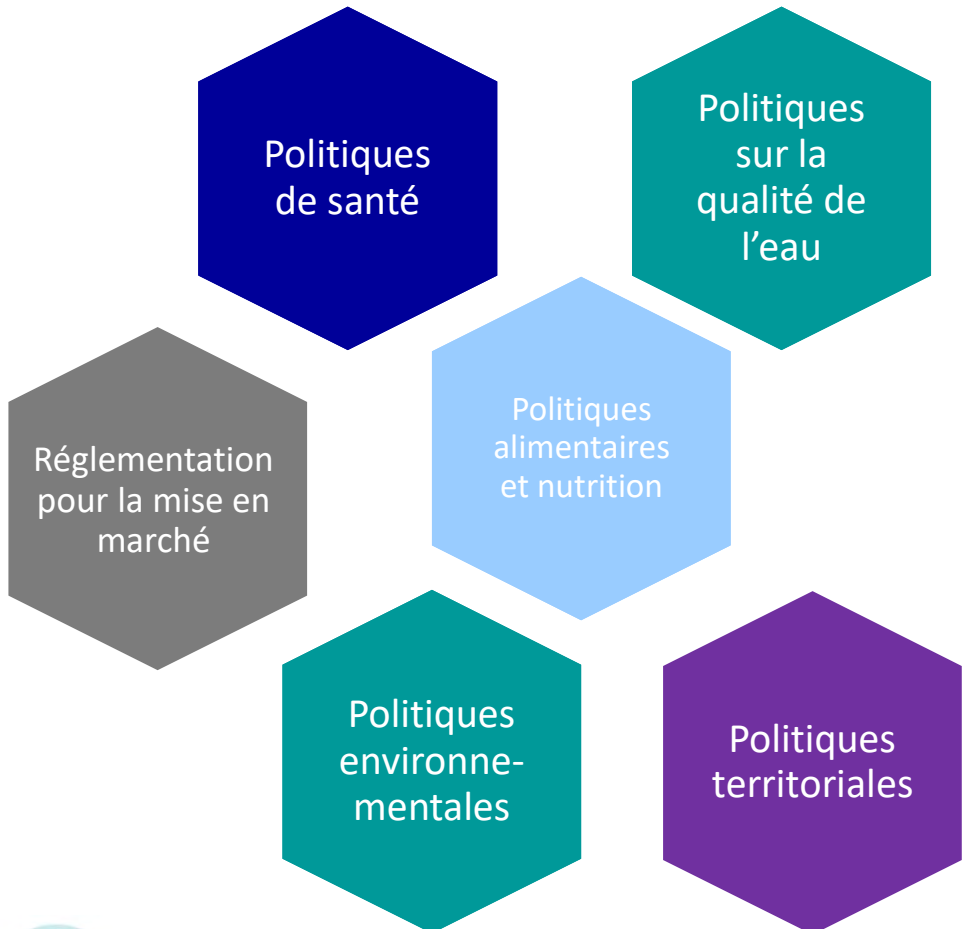 Politiques
de santé
Politiques
sur la
qualité de
l’eau
Réglementation
pour la mise en
marché
Politiques
alimentaires
et nutrition
Politiques
environne-
mentales
Politiques
territoriales